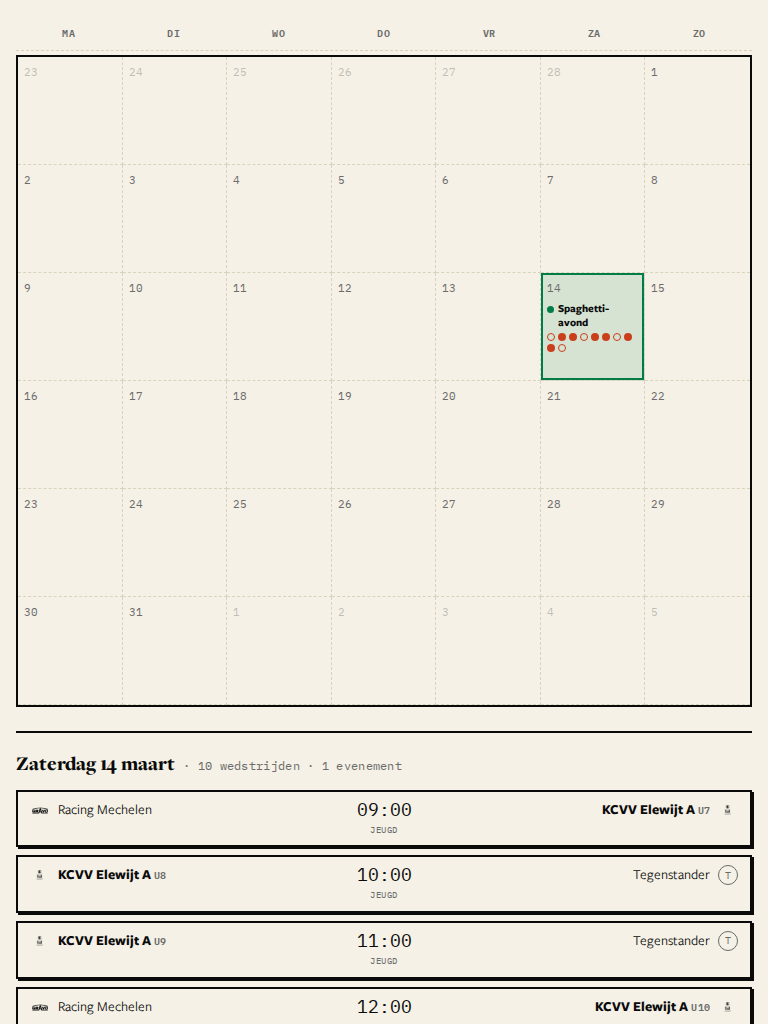 MA DI WO DO VR ZA ZO
23 24 25 26 27 28 1
2 3 4 5 6 7 8
9 10 11 12 13 14 15
Spaghetti-
avond
16 17 18 19 20 21 22
23 24 25 26 27 28 29
30 31 1 2 3 4 5
Zaterdag 14 maart · 10 wedstrijden · 1 evenement
Racing Mechelen 09:00 KCVV Elewijt A U7
JEUGD
KCVV Elewijt A U8 10:00 Tegenstander T
JEUGD
KCVV Elewijt A U9 11:00 Tegenstander T
JEUGD
Racing Mechelen 12:00 KCVV Elewijt A U10